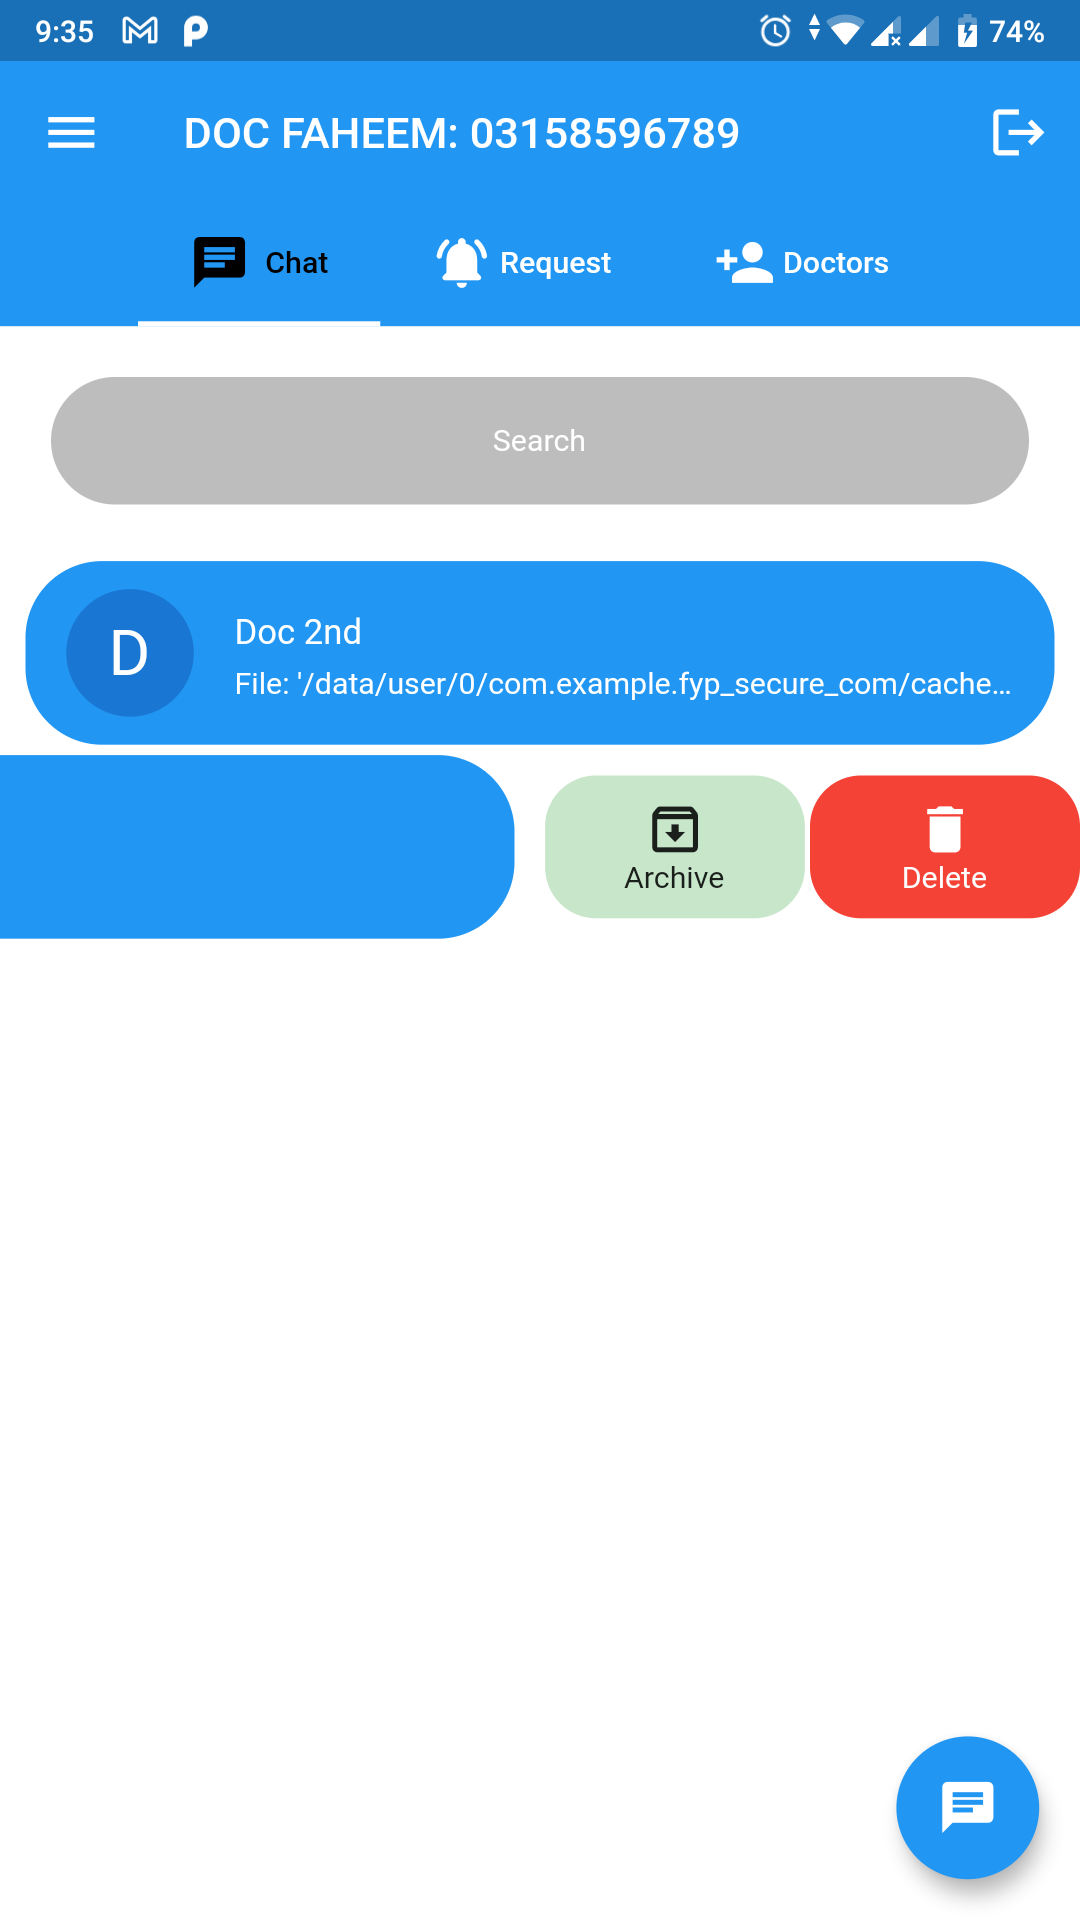 9:35 74%
DOC FAHEEM: 03158596789
Chat Request Doctors
Search
D
Doc 2nd
File: '/data/user/0/com.example.fyp_secure_com/cache...
Archive Delete